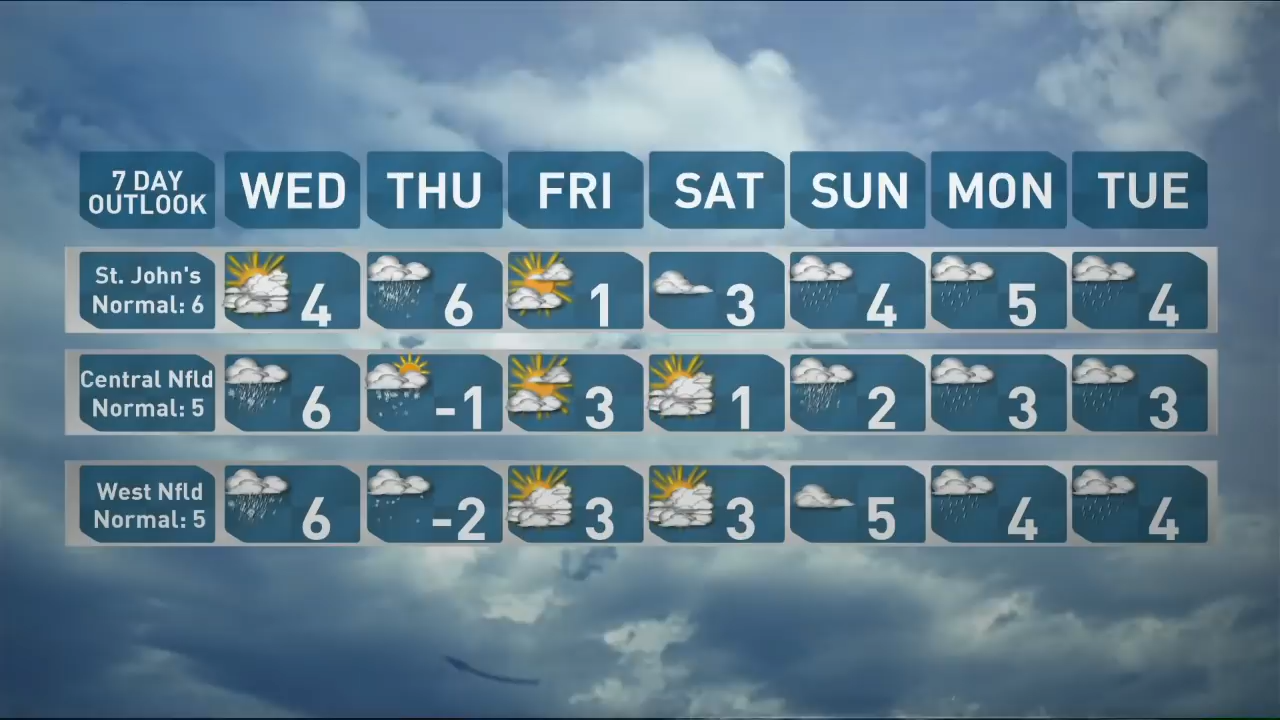 7 DAY
OUTLOOK
WED THU FRI SAT SUN MON TUE
St. John's
Normal: 6
4 6 1 3 4 5 4
Central Nfld
Normal: 5
6 -1 3 1 2 3 3
West Nfld
Normal: 5
6 -2 3 3 5 4 4